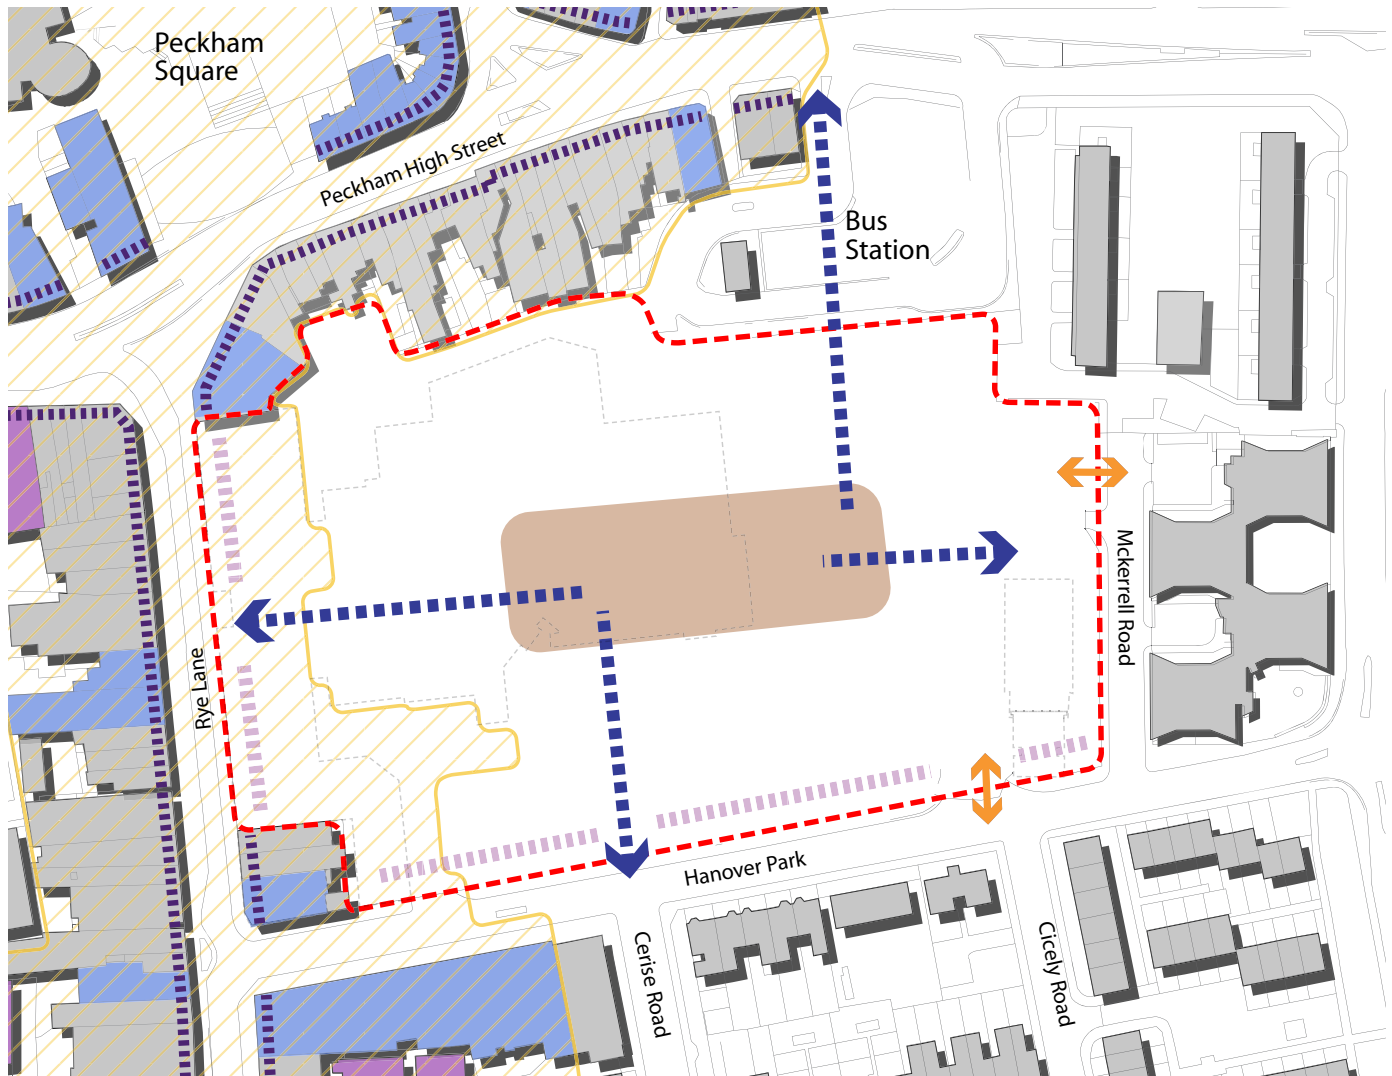 Peckham
Square
Peckham High Street
Bus
Station
Mckerrell Road
Rye Lane
Hanover Park
Cerise Road
Cicely Road